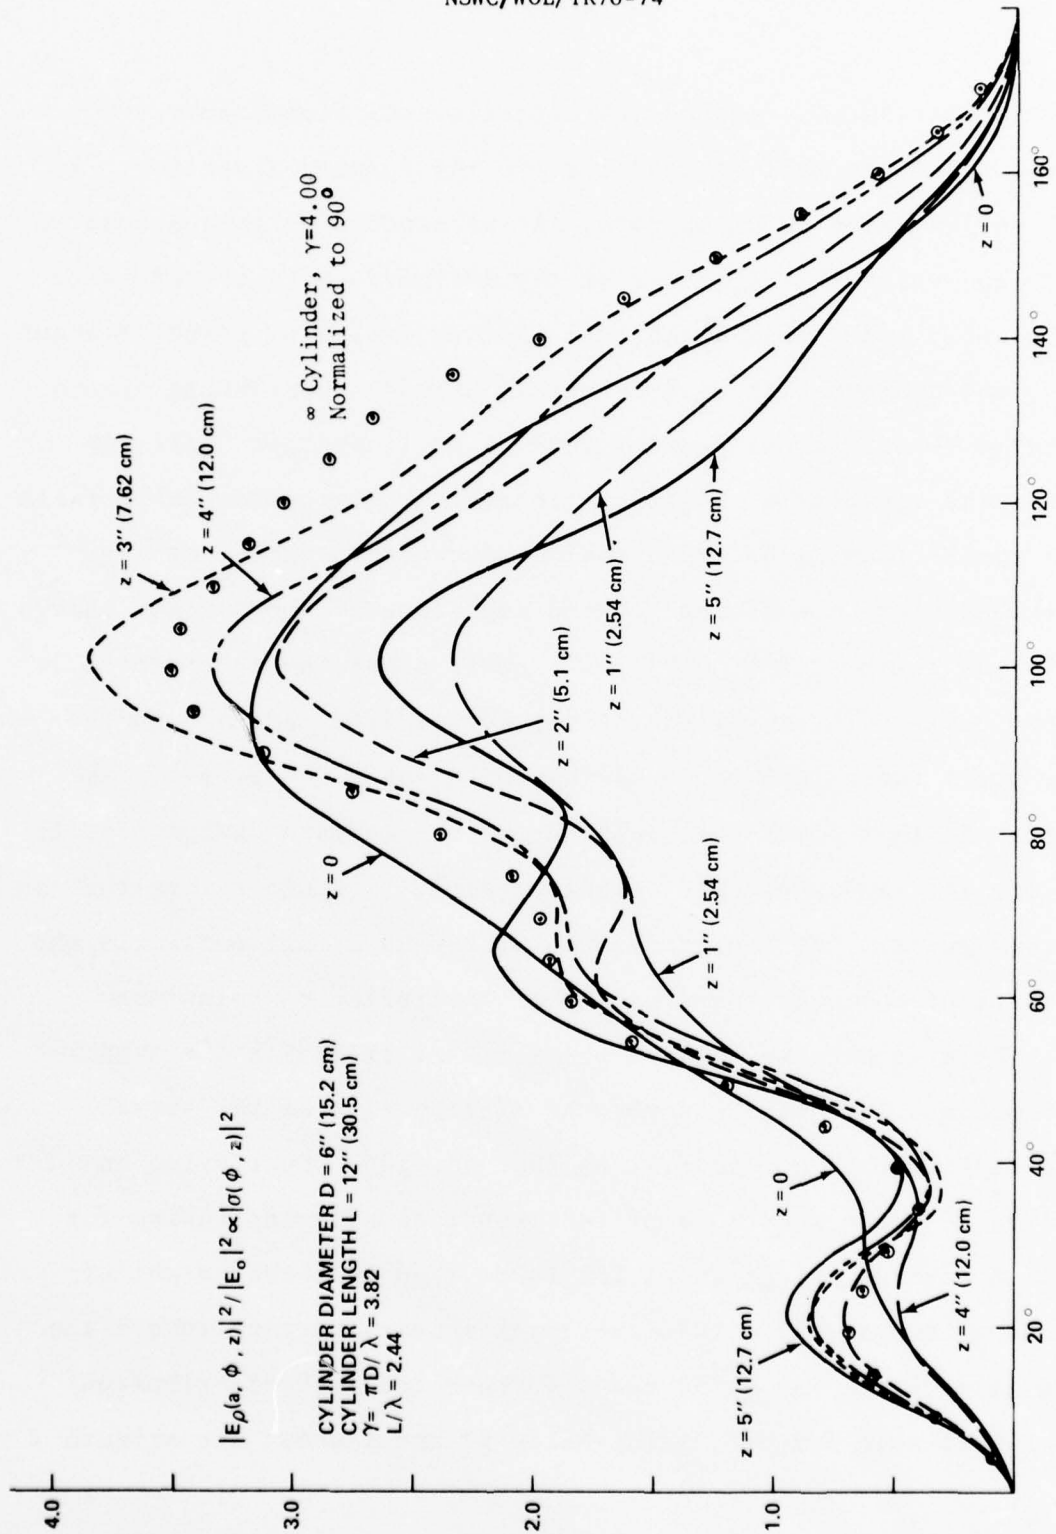 NSWC/WOL/TR78-74
|Eρ(a, φ, z)|²/|E₀|² ∝ |σ(φ, z)|²
CYLINDER DIAMETER D = 6″ (15.2 cm)
CYLINDER LENGTH L = 12″ (30.5 cm)
γ= πD/λ = 3.82
L/λ = 2.44
∞ Cylinder, γ=4.00
Normalized to 90°
z = 3″ (7.62 cm)
z = 4″ (12.0 cm)
z = 0
z = 2″ (5.1 cm)
z = 1″ (2.54 cm)
z = 5″ (12.7 cm)
z = 1″ (2.54 cm)
z = 0
z = 0
z = 5″ (12.7 cm)
z = 4″ (12.0 cm)
4.0
3.0
2.0
1.0
20°
40°
60°
80°
100°
120°
140°
160°